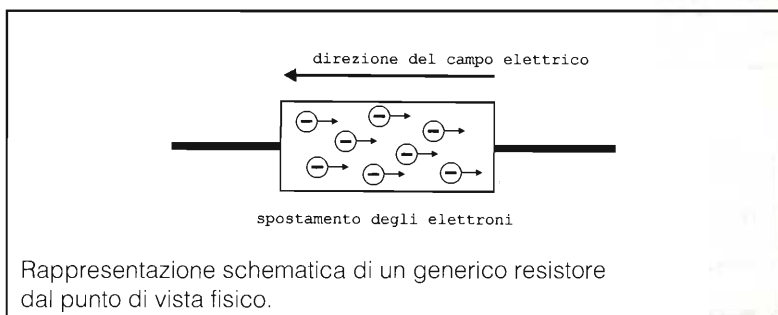 direzione del campo elettrico
spostamento degli elettroni
Rappresentazione schematica di un generico resistore
dal punto di vista fisico.